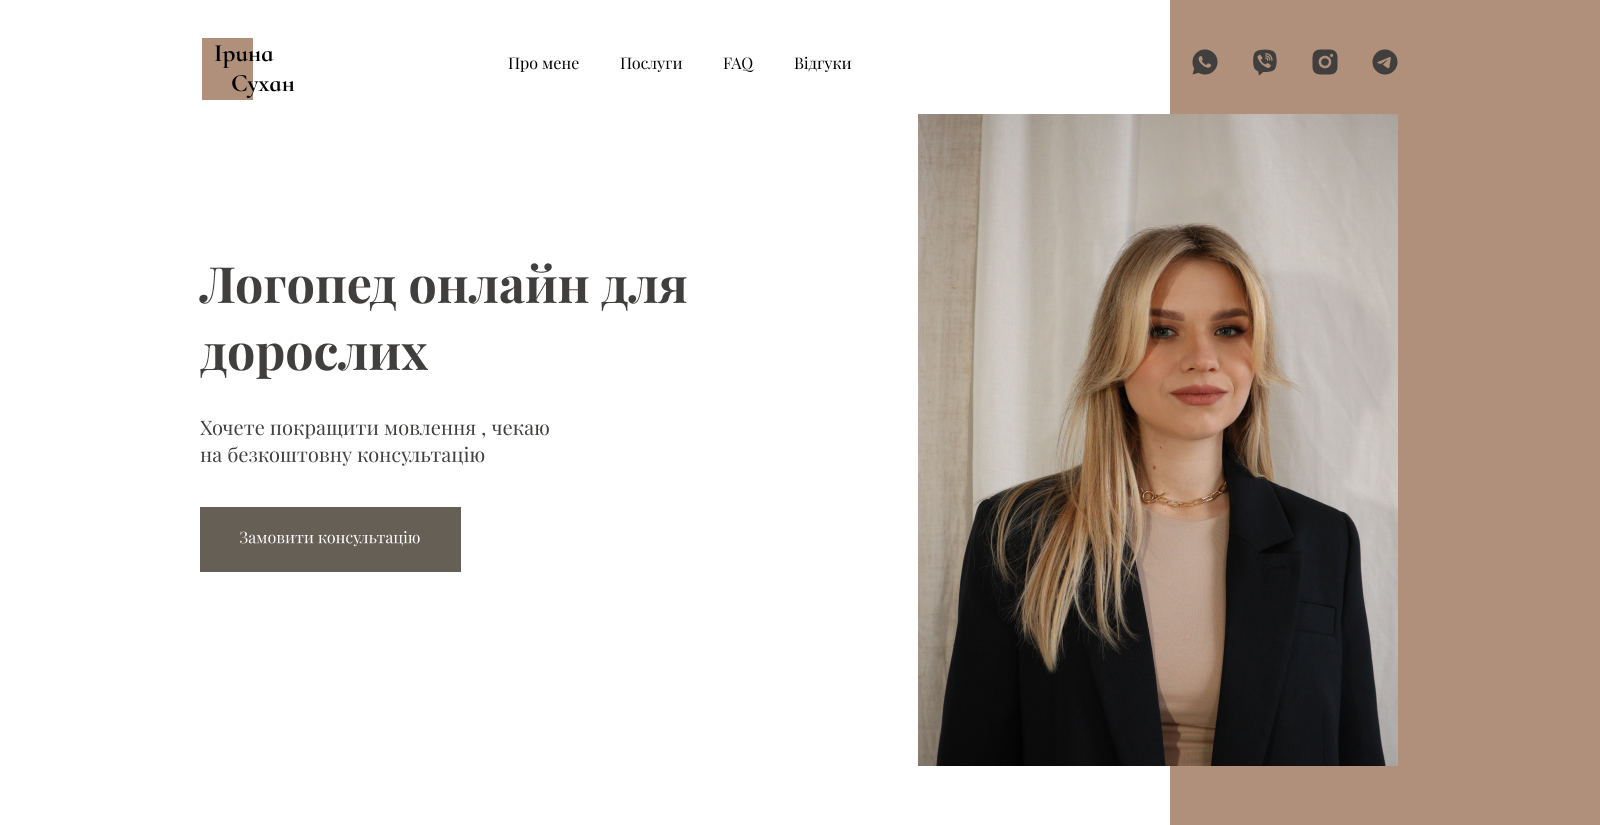 Ірина
Сухан
Про мене
Послуги
FAQ
Відгуки
Логопед онлайн для
дорослих
Хочете покращити мовлення , чекаю
на безкоштовну консультацію
Замовити консультацію